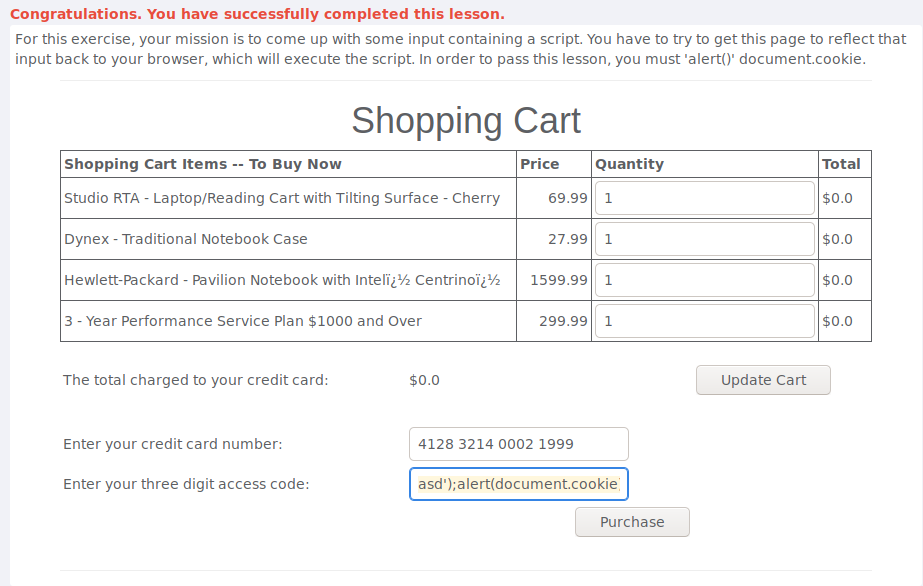 Congratulations. You have successfully completed this lesson.
For this exercise, your mission is to come up with some input containing a script. You have to try to get this page to reflect that
input back to your browser, which will execute the script. In order to pass this lesson, you must 'alert()' document.cookie.
Shopping Cart
Shopping Cart Items -- To Buy Now Price Quantity Total
Studio RTA - Laptop/Reading Cart with Tilting Surface - Cherry 69.99 1 $0.0
Dynex - Traditional Notebook Case 27.99 1 $0.0
Hewlett-Packard - Pavilion Notebook with Intelï¿½ Centrinoï¿½ 1599.99 1 $0.0
3 - Year Performance Service Plan $1000 and Over 299.99 1 $0.0
The total charged to your credit card: $0.0 Update Cart
Enter your credit card number: 4128 3214 0002 1999
Enter your three digit access code: asd');alert(document.cookie
Purchase